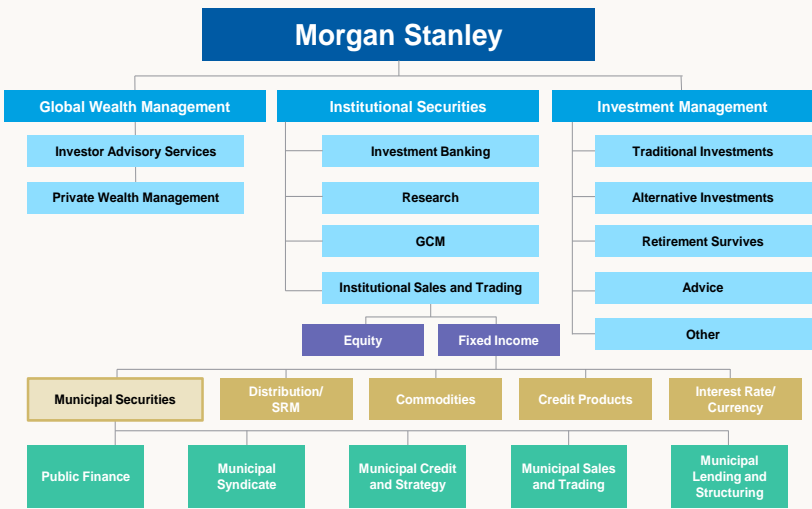 Morgan Stanley
Global Wealth Management
Institutional Securities
Investment Management
Investor Advisory Services
Investment Banking
Traditional Investments
Private Wealth Management
Research
Alternative Investments
GCM
Retirement Survives
Institutional Sales and Trading
Advice
Equity
Fixed Income
Other
Municipal Securities
Distribution/
SRM
Commodities
Credit Products
Interest Rate/
Currency
Public Finance
Municipal
Syndicate
Municipal Credit
and Strategy
Municipal Sales
and Trading
Municipal
Lending and
Structuring